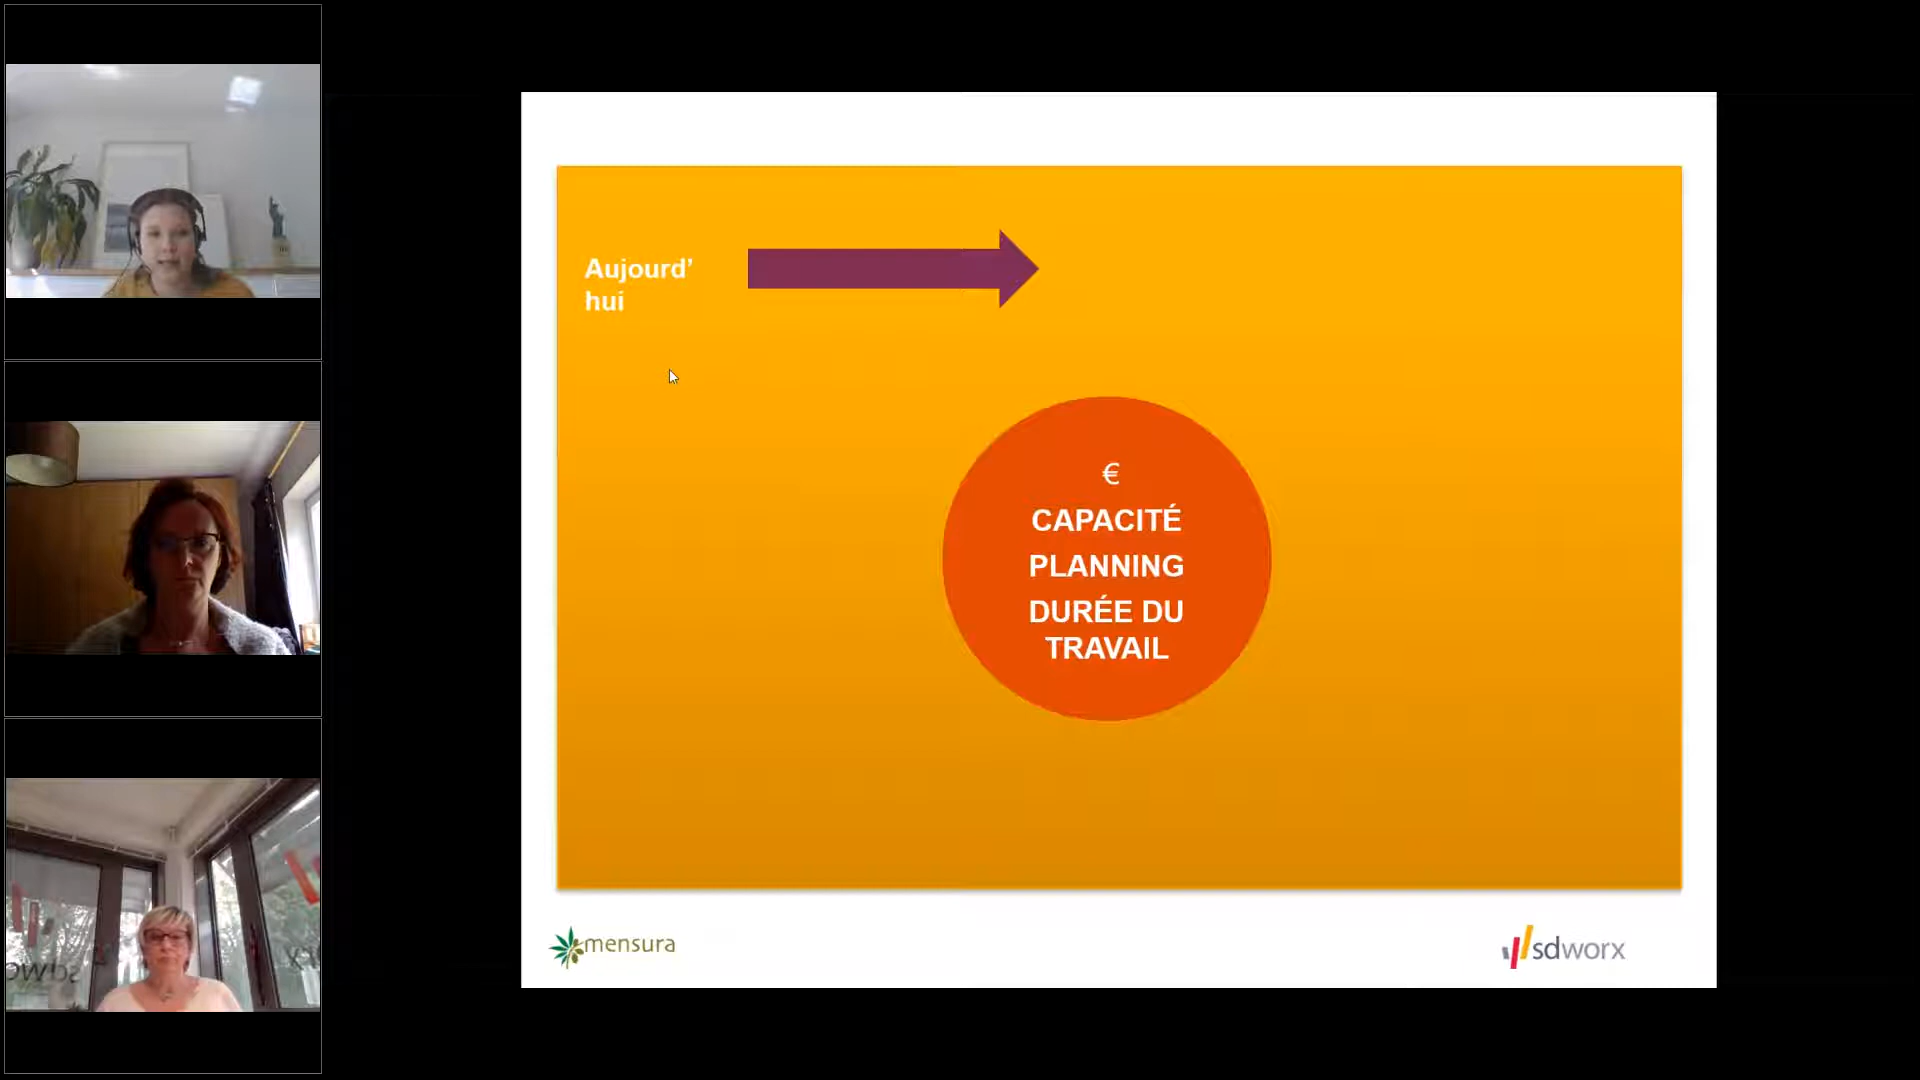 Aujourd’
hui
€
CAPACITÉ
PLANNING
DURÉE DU
TRAVAIL
mensura
sdworx